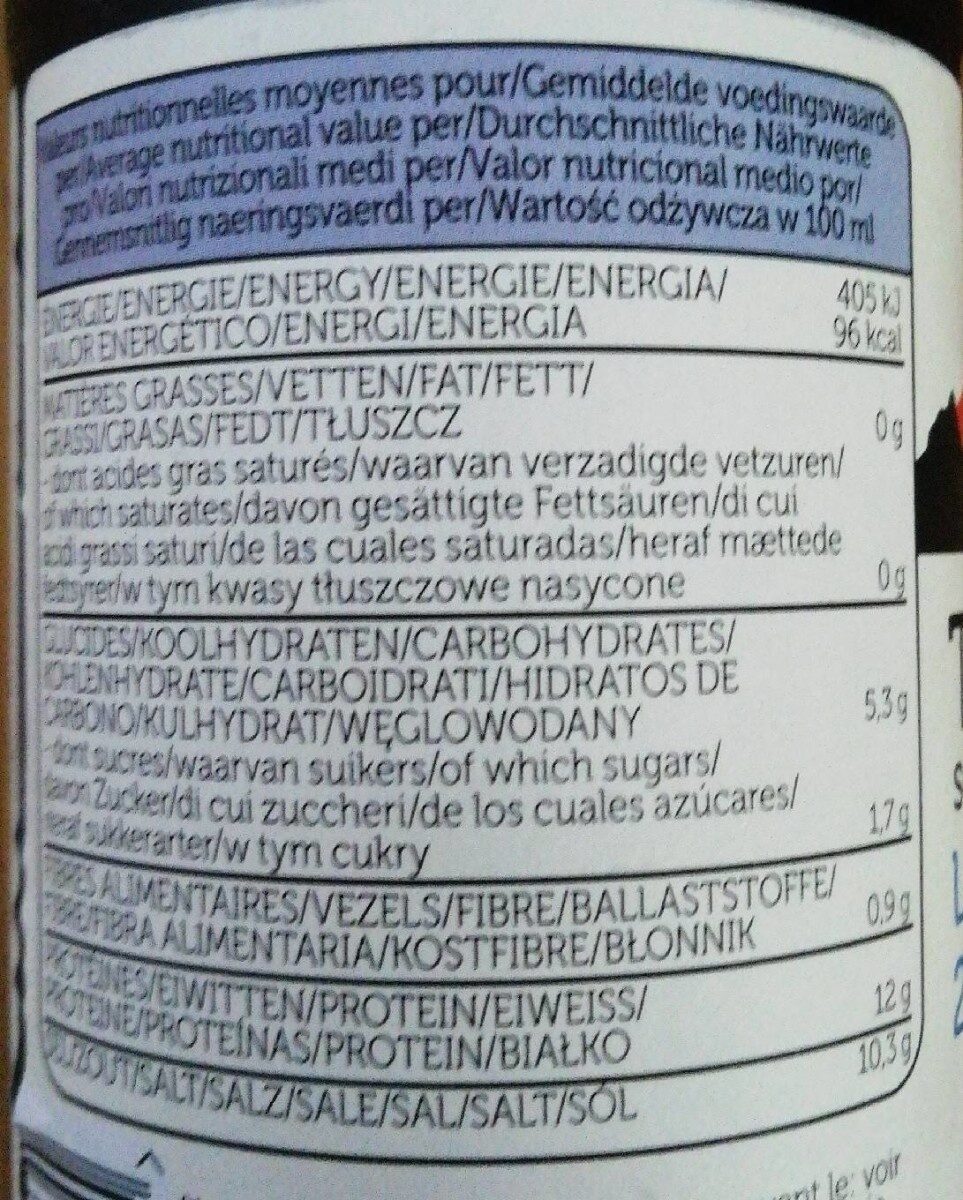 nutritionnelles moyennes pour/Gemiddelde voedingswaarde
per/Average nutritional value per/Durchschnittliche Nährwerte
pro/Valori nutrizionali medi per/Valor nutricional medio por/
Gennemsnitlig naeringsvaerdi per/Wartość odżywcza w 100 ml
ENERGIE/ENERGIE/ENERGY/ENERGIE/ENERGIA/ 405 kJ
VALOR ENERGÉTICO/ENERGI/ENERGIA 96 kcal
MATIÈRES GRASSES/VETTEN/FAT/FETT/
GRASSI/GRASAS/FEDT/TŁUSZCZ 0 g
-dont acides gras saturés/waarvan verzadigde vetzuren/
of which saturates/davon gesättigte Fettsäuren/di cui
acidi grassi saturi/de las cuales saturadas/heraf mættede
fedtsyrer/w tym kwasy tłuszczowe nasycone 0 g
GLUCIDES/KOOLHYDRATEN/CARBOHYDRATES/
KOHLENHYDRATE/CARBOIDRATI/HIDRATOS DE
CARBONO/KULHYDRAT/WĘGLOWODANY 5,3 g
-dont sucres/waarvan suikers/of which sugars/
davon Zucker/di cui zuccheri/de los cuales azúcares/
heraf sukkerarter/w tym cukry 1,7 g
FIBRES ALIMENTAIRES/VEZELS/FIBRE/BALLASTSTOFFE/
FIBRE/FIBRA ALIMENTARIA/KOSTFIBRE/BŁONNIK 0,9 g
PROTÉINES/EIWITTEN/PROTEIN/EIWEISS/
PROTEINE/PROTEÍNAS/PROTEIN/BIAŁKO 12 g
/ZOUT/SALT/SALZ/SALE/SAL/SALT/SÓL 10,3 g
le: voir